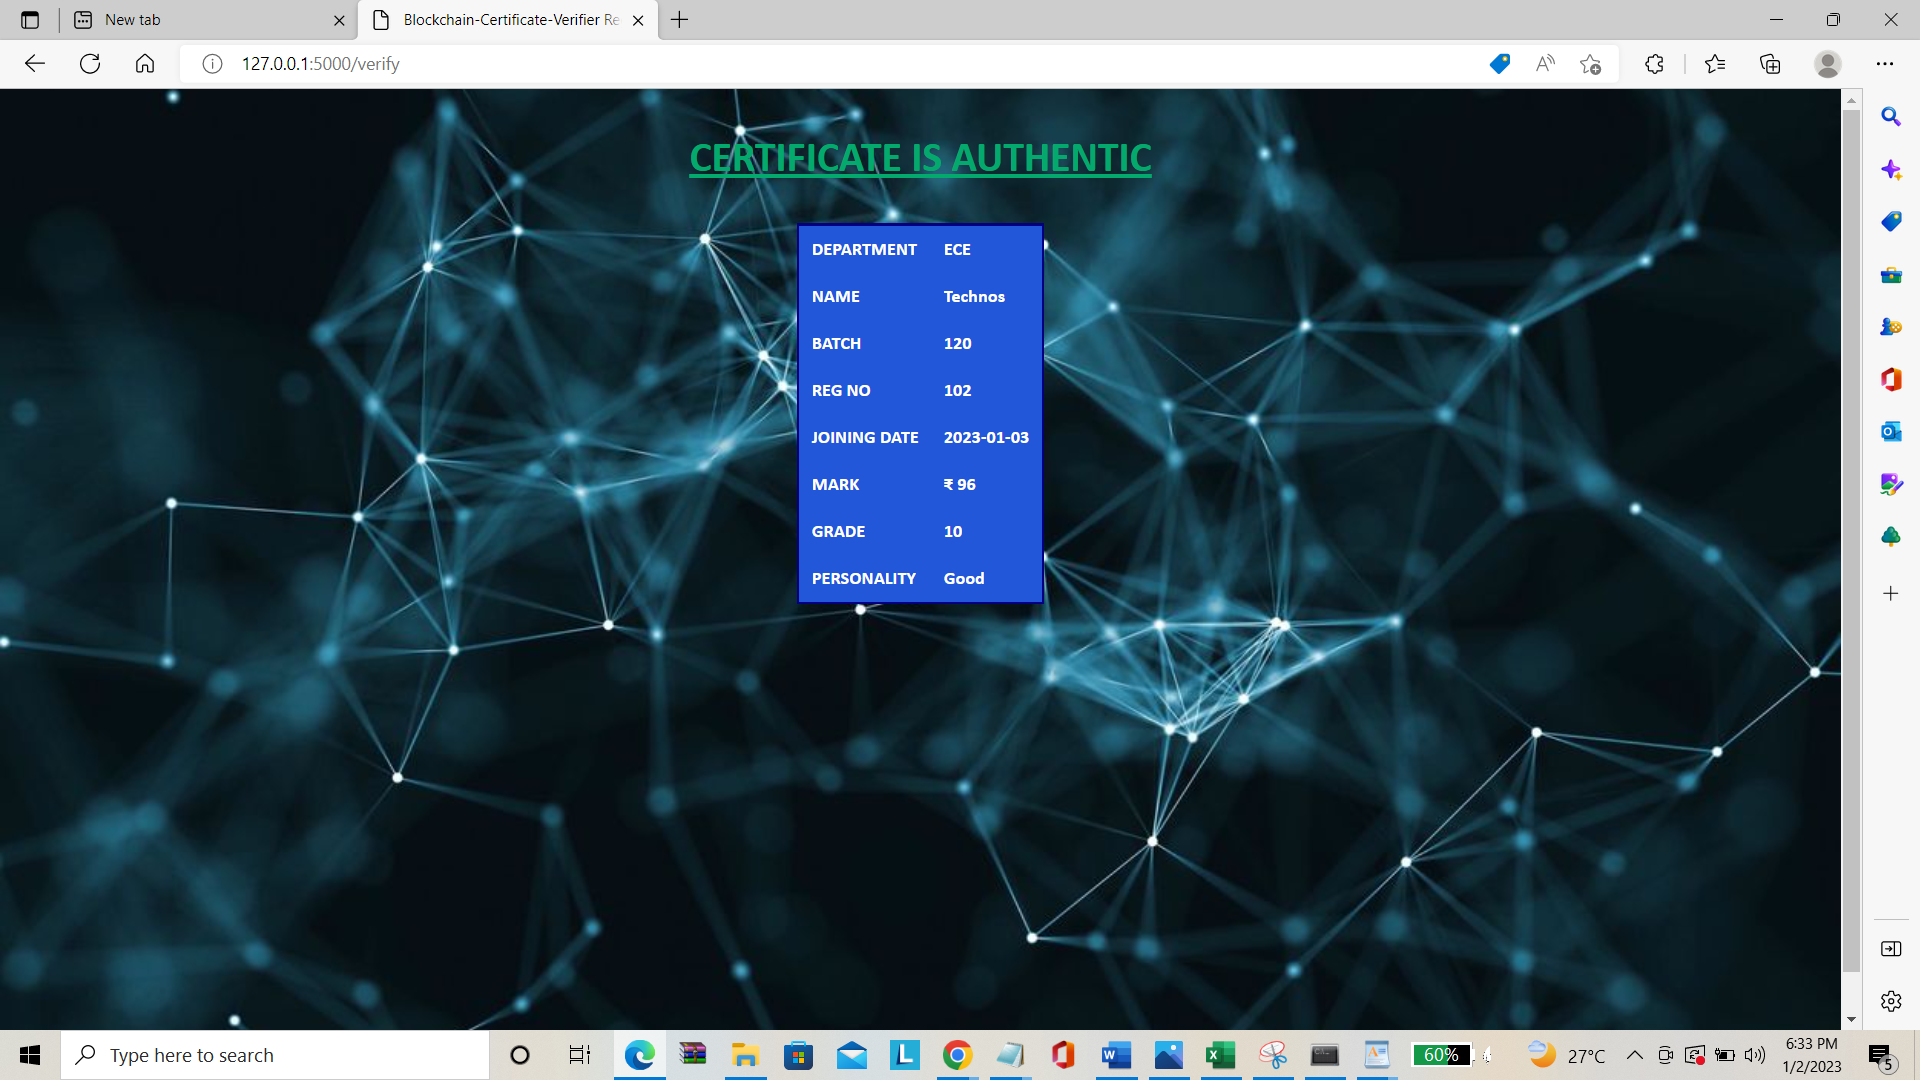 New tab
Blockchain-Certificate-Verifier Re
127.0.0.1:5000/verify
CERTIFICATE IS AUTHENTIC
DEPARTMENT ECE
NAME Technos
BATCH 120
REG NO 102
JOINING DATE 2023-01-03
MARK ₹ 96
GRADE 10
PERSONALITY Good
Type here to search
60%
27°C
6:33 PM
1/2/2023
5